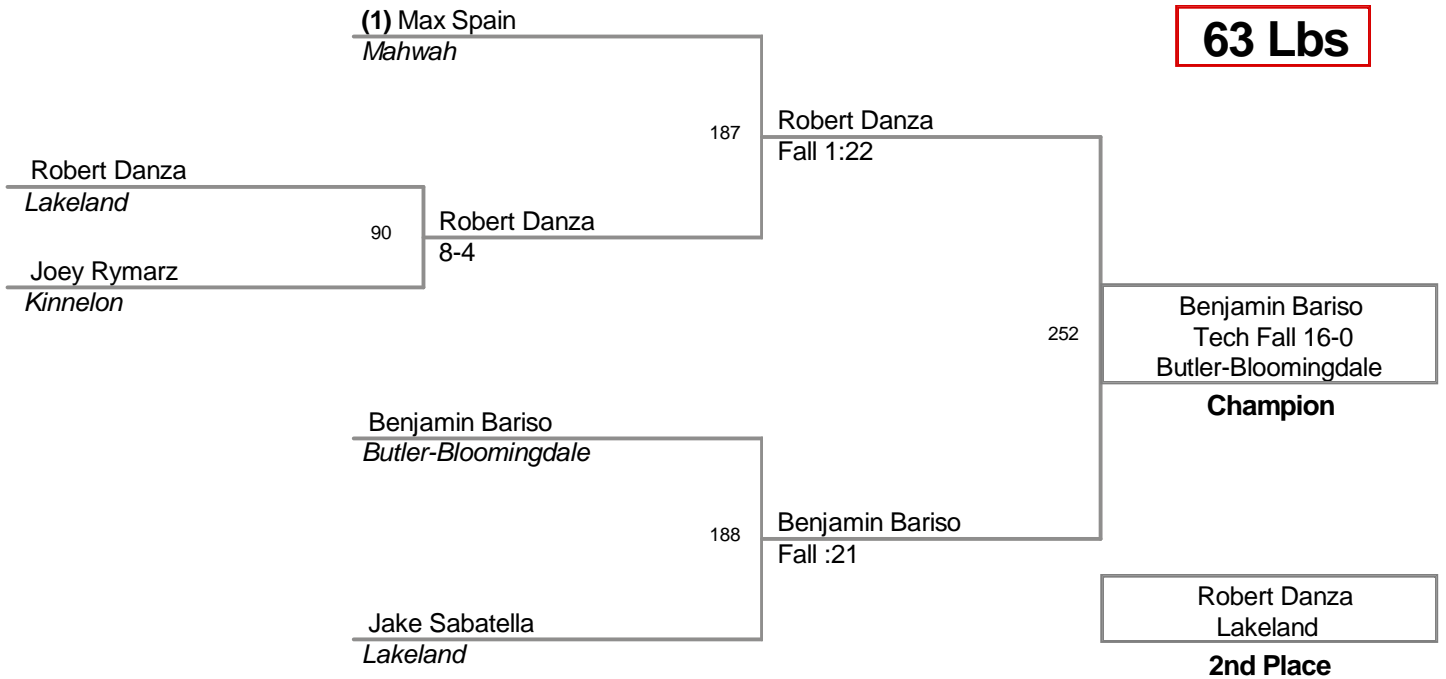 (1) Max Spain
Mahwah
63 Lbs
187
Robert Danza
Fall 1:22
Robert Danza
Lakeland
90
Robert Danza
8-4
Joey Rymarz
Kinnelon
252
Benjamin Bariso
Tech Fall 16-0
Butler-Bloomingdale
Champion
Benjamin Bariso
Butler-Bloomingdale
188
Benjamin Bariso
Fall :21
Jake Sabatella
Lakeland
Robert Danza
Lakeland
2nd Place